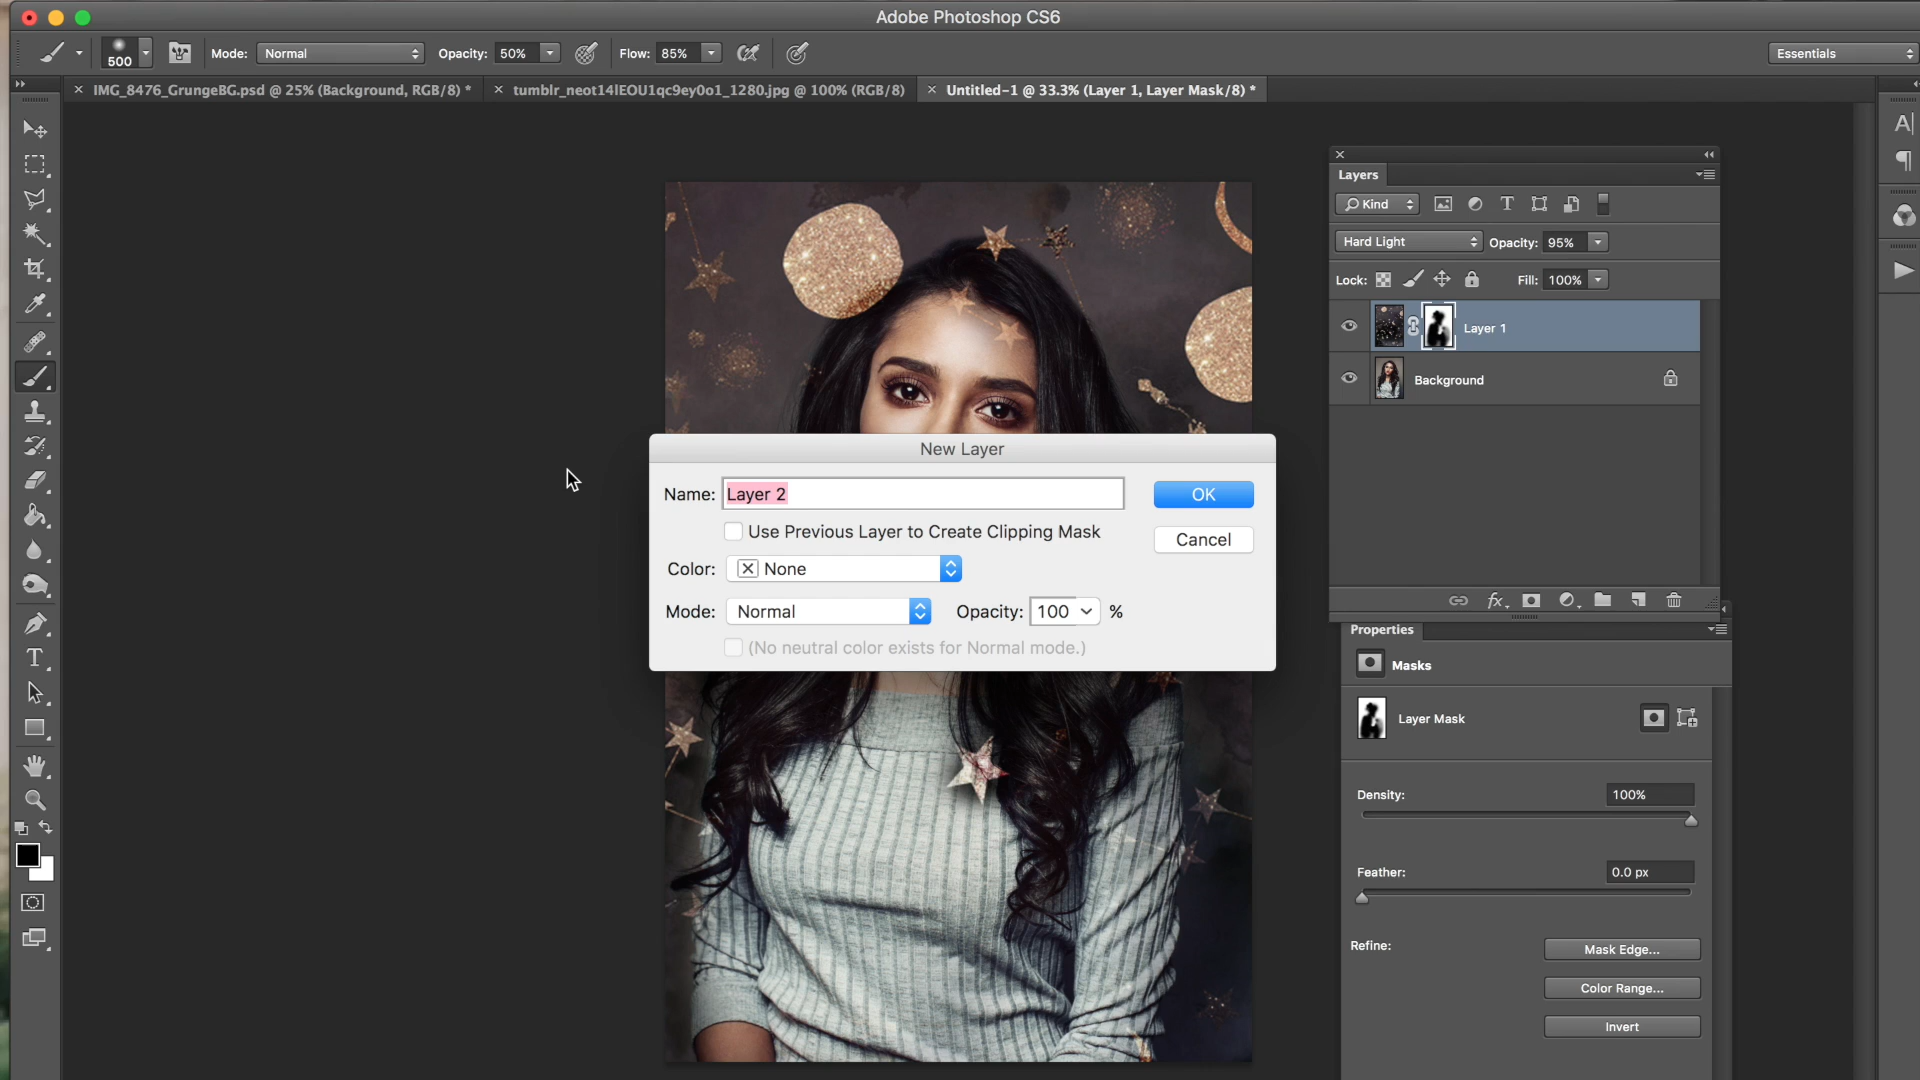 Adobe Photoshop CS6
500 Mode: Normal Opacity: 50% Flow: 85% Essentials
IMG_8476_GrungeBG.psd @ 25% (Background, RGB/8) * tumblr_neot14lEOU1qc9ey0o1_1280.jpg @ 100% (RGB/8) Untitled-1 @ 33.3% (Layer 1, Layer Mask/8) *
Layers
Kind
Hard Light Opacity: 95%
Lock: Fill: 100%
Layer 1
Background
New Layer
Name: Layer 2 OK
Use Previous Layer to Create Clipping Mask
Cancel
Color: None
Mode: Normal Opacity: 100 %
(No neutral color exists for Normal mode.)
Properties
Masks
Layer Mask
Density: 100%
Feather: 0.0 px
Refine: Mask Edge...
Color Range...
Invert